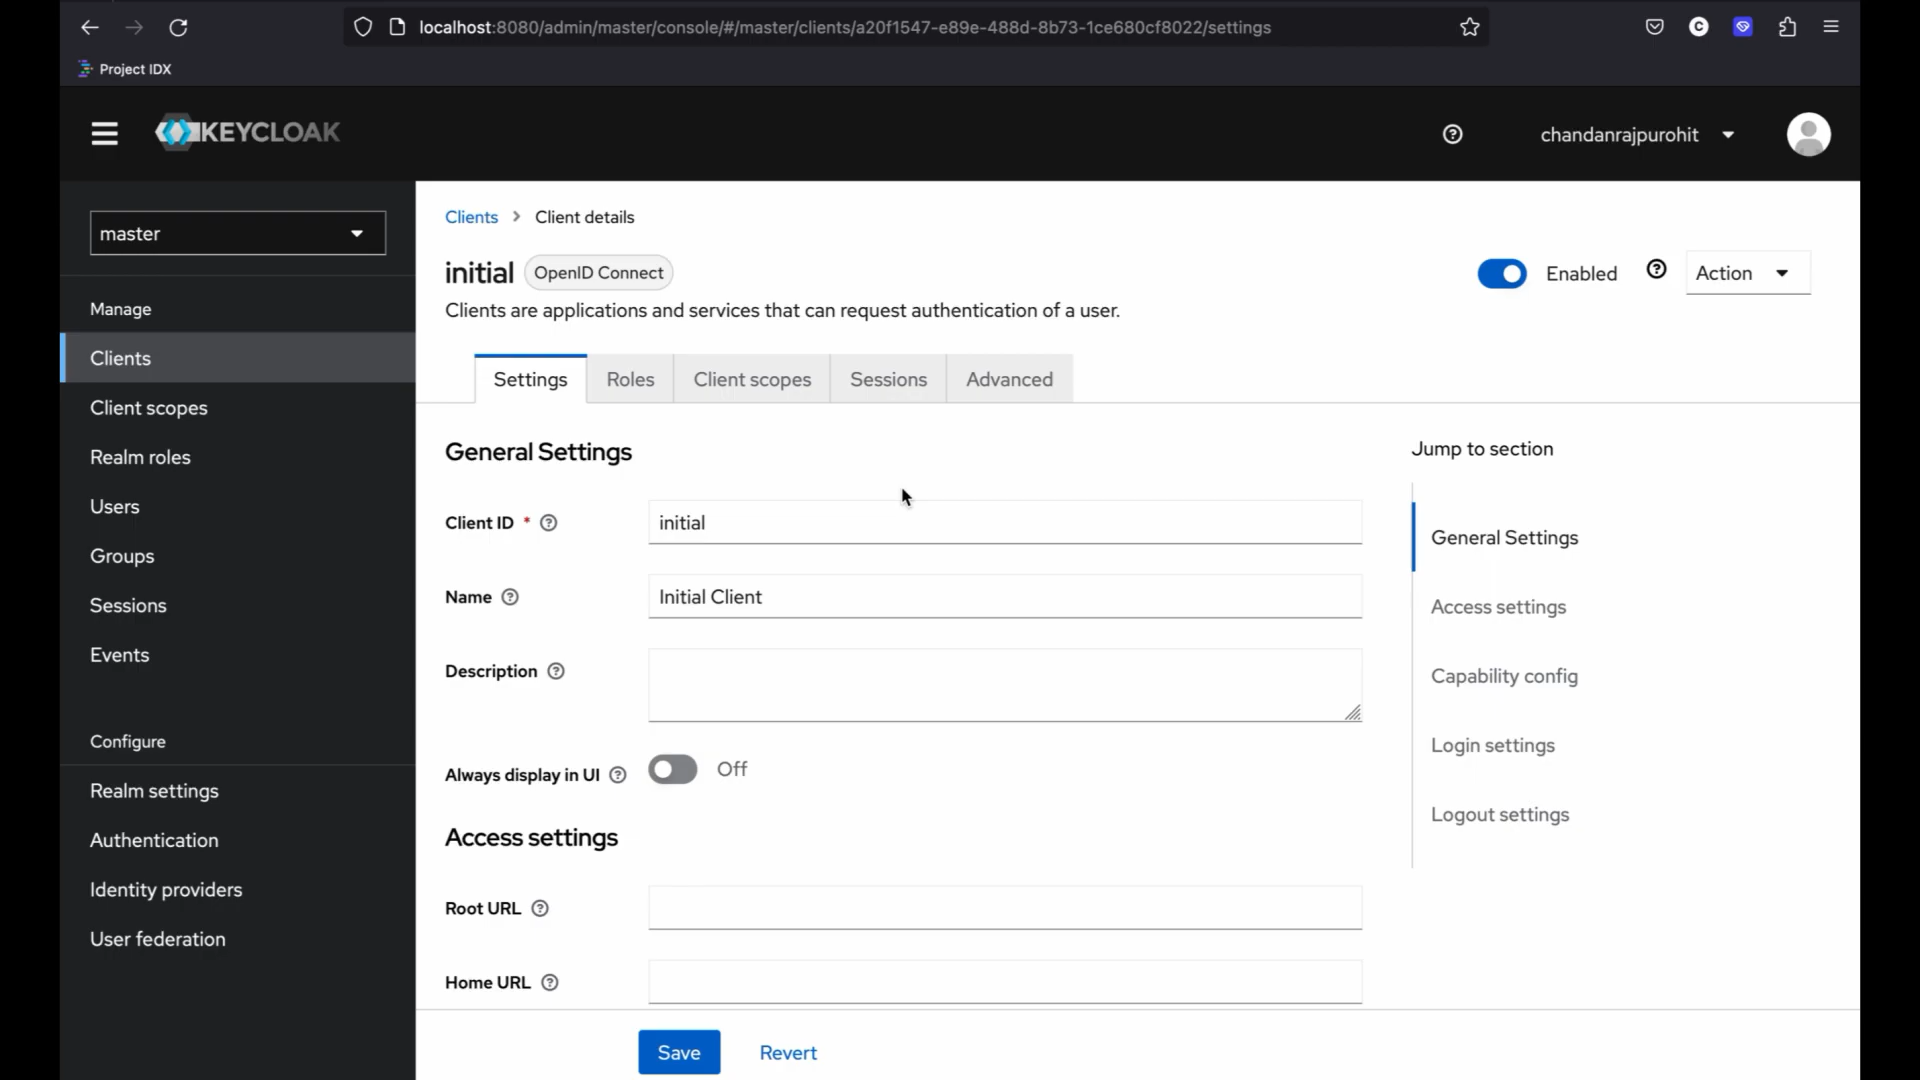 localhost:8080/admin/master/console/#/master/clients/a20f1547-e89e-488d-8b73-1ce680cf8022/settings
C
Project IDX
KEYCLOAK
chandanrajpurohit
master
Manage
Clients
Client scopes
Realm roles
Users
Groups
Sessions
Events
Configure
Realm settings
Authentication
Identity providers
User federation
Clients > Client details
initial OpenID Connect
Enabled
Action
Clients are applications and services that can request authentication of a user.
Settings Roles Client scopes Sessions Advanced
General Settings
Client ID * initial
Name Initial Client
Description
Always display in UI Off
Access settings
Root URL
Home URL
Save Revert
Jump to section
General Settings
Access settings
Capability config
Login settings
Logout settings